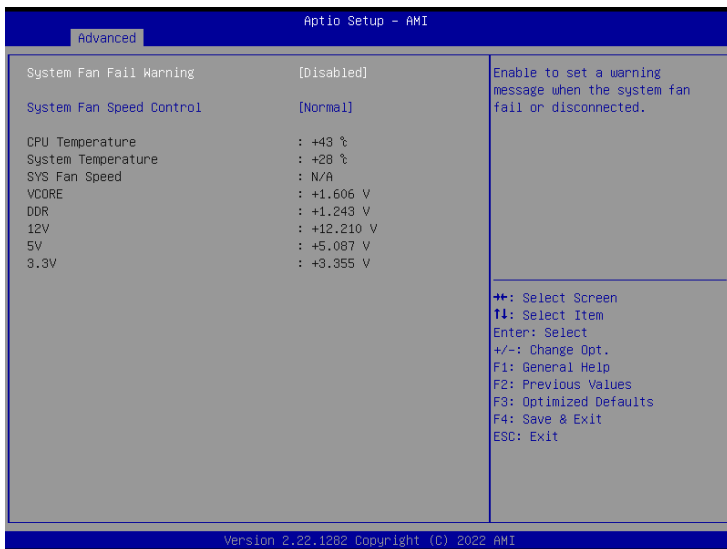 Aptio Setup – AMI
Advanced
System Fan Fail Warning [Disabled]
System Fan Speed Control [Normal]
CPU Temperature : +43 ℃
System Temperature : +28 ℃
SYS Fan Speed : N/A
VCORE : +1.606 V
DDR : +1.243 V
12V : +12.210 V
5V : +5.087 V
3.3V : +3.355 V
Enable to set a warning
message when the system fan
fail or disconnected.
→←: Select Screen
↑↓: Select Item
Enter: Select
+/-: Change Opt.
F1: General Help
F2: Previous Values
F3: Optimized Defaults
F4: Save & Exit
ESC: Exit
Version 2.22.1282 Copyright (C) 2022 AMI